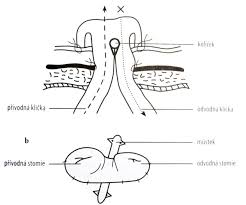 ×
kolíček
přívodná klička
odvodná klička
b
můstek
přívodná stomie
odvodná stomie